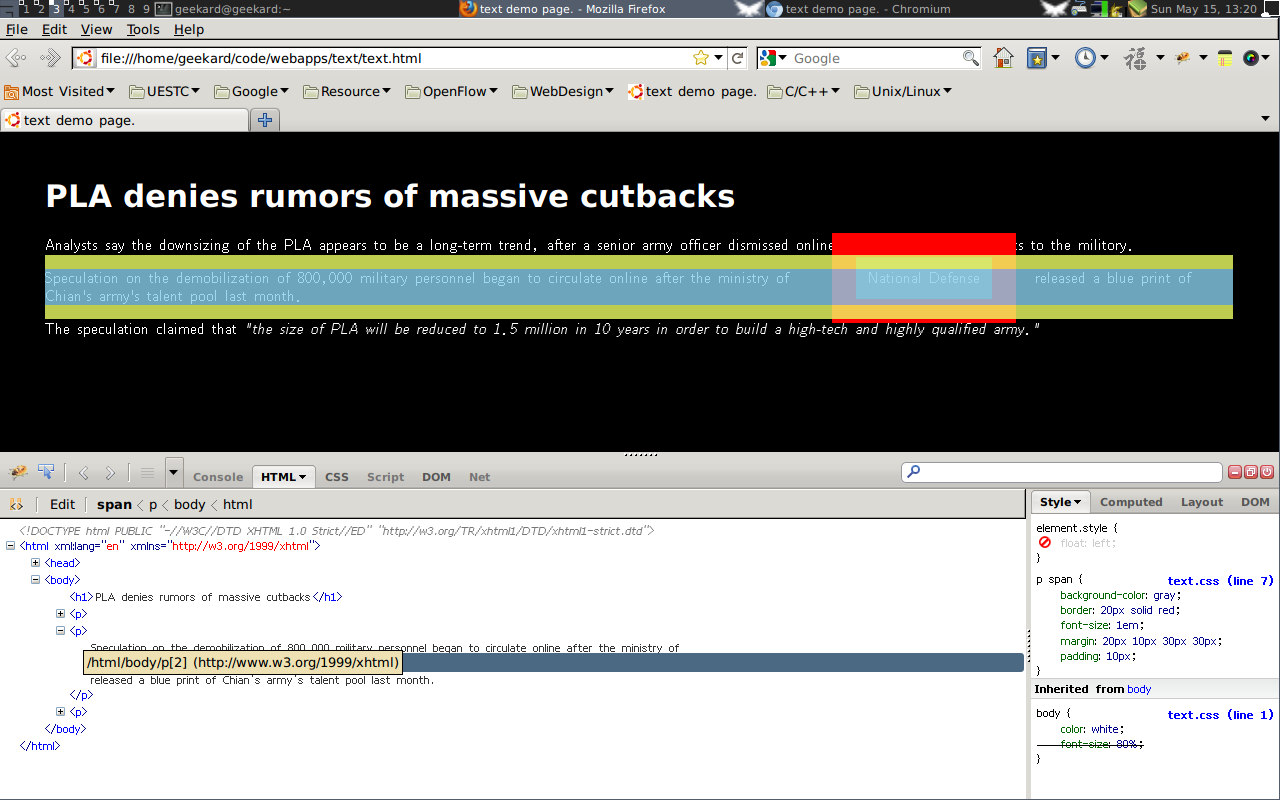 1 2 3 4 5 6 7 8 9 geekard@geekard:~ text demo page. - Mozilla Firefox text demo page. - Chromium Sun May 15, 13:20
File Edit View Tools Help
file:///home/geekard/code/webapps/text/text.html Google 福
Most Visited UESTC Google Resource OpenFlow WebDesign text demo page. C/C++ Unix/Linux
text demo page.
PLA denies rumors of massive cutbacks
Analysts say the downsizing of the PLA appears to be a long-term trend, after a senior army officer dismissed online s to the military.
Speculation on the demobilization of 800,000 military personnel began to circulate online after the ministry of National Defense released a blue print of
Chian's army's talent pool last month.
The speculation claimed that "the size of PLA will be reduced to 1.5 million in 10 years in order to build a high-tech and highly qualified army."
Console HTML CSS Script DOM Net
Edit span < p < body < html
Style Computed Layout DOM
<!DOCTYPE html PUBLIC "-//W3C//DTD XHTML 1.0 Strict//ED" "http://w3.org/TR/xhtml1/DTD/xhtml1-strict.dtd">
<html xml:lang="en" xmlns="http://w3.org/1999/xhtml">
<head>
<body>
<h1>PLA denies rumors of massive cutbacks</h1>
<p>
<p>
Speculation on the demobilization of 800,000 military personnel began to circulate online after the ministry of
/html/body/p[2] (http://www.w3.org/1999/xhtml)
released a blue print of Chian's army's talent pool last month.
</p>
<p>
</body>
</html>
element.style {
float: left;
}
p span { text.css (line 7)
background-color: gray;
border: 20px solid red;
font-size: 1em;
margin: 20px 10px 30px 30px;
padding: 10px;
}
Inherited from body
body { text.css (line 1)
color: white;
font-size: 80%;
}